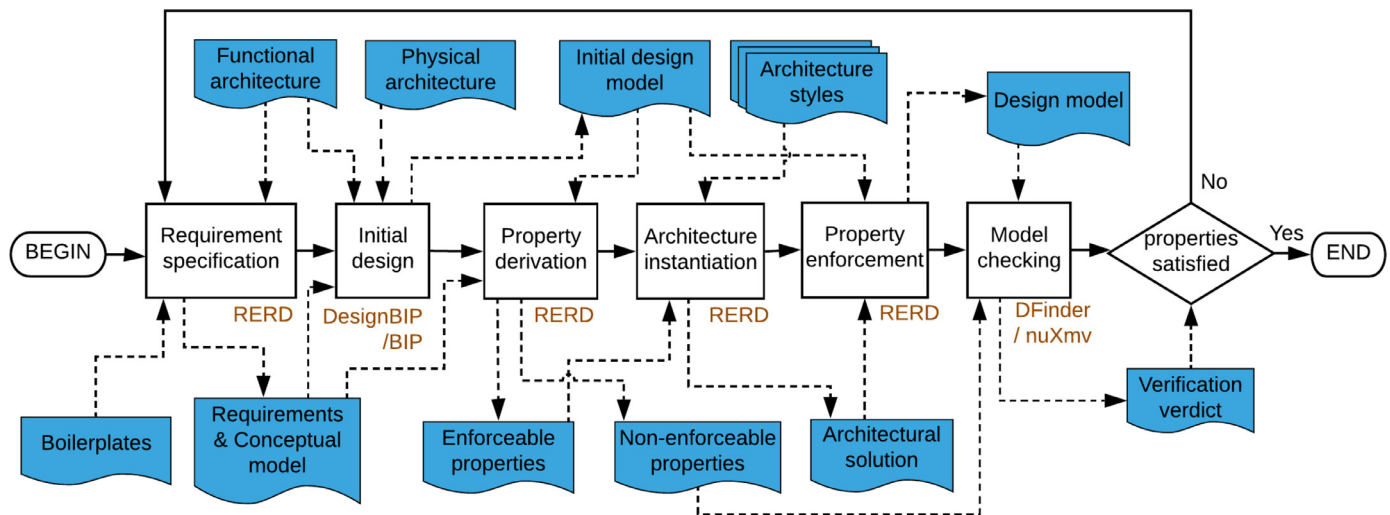 Functional
architecture
Physical
architecture
Initial design
model
Architecture
styles
Design model
No
BEGIN
Requirement
specification
Initial
design
Property
derivation
Architecture
instantiation
Property
enforcement
Model
checking
properties
satisfied
Yes
END
RERD
DesignBIP
/BIP
RERD
RERD
RERD
DFinder
/ nuXmv
Boilerplates
Requirements
& Conceptual
model
Enforceable
properties
Non-enforceable
properties
Architectural
solution
Verification
verdict